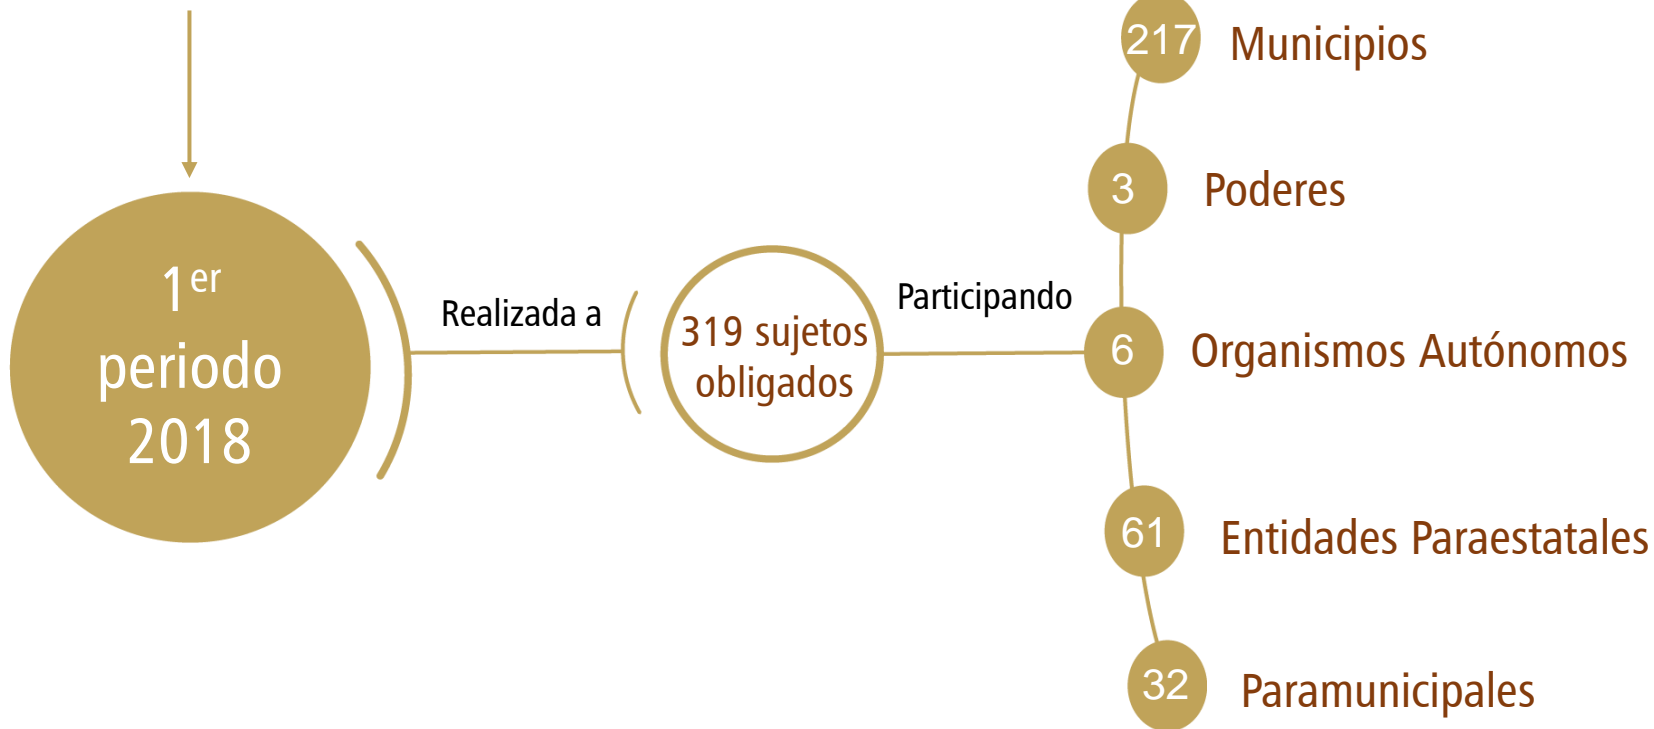 1er
periodo
2018
Realizada a
319 sujetos
obligados
Participando
217 Municipios
3 Poderes
6 Organismos Autónomos
61 Entidades Paraestatales
32 Paramunicipales